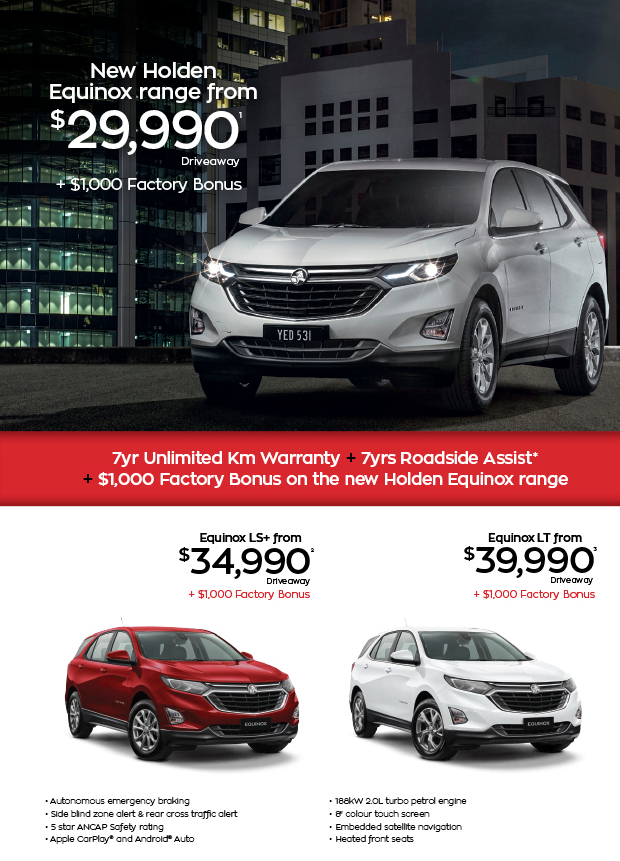 New Holden
Equinox range from
$29,990¹
Driveaway
+ $1,000 Factory Bonus
YED 531
7yr Unlimited Km Warranty + 7yrs Roadside Assist*
+ $1,000 Factory Bonus on the new Holden Equinox range
Equinox LS+ from
$34,990²
Driveaway
+ $1,000 Factory Bonus
EQUINOX
• Autonomous emergency braking
• Side blind zone alert & rear cross traffic alert
• 5 star ANCAP Safety rating
• Apple CarPlay® and Android® Auto
Equinox LT from
$39,990³
Driveaway
+ $1,000 Factory Bonus
EQUINOX
• 188kW 2.0L turbo petrol engine
• 8" colour touch screen
• Embedded satellite navigation
• Heated front seats